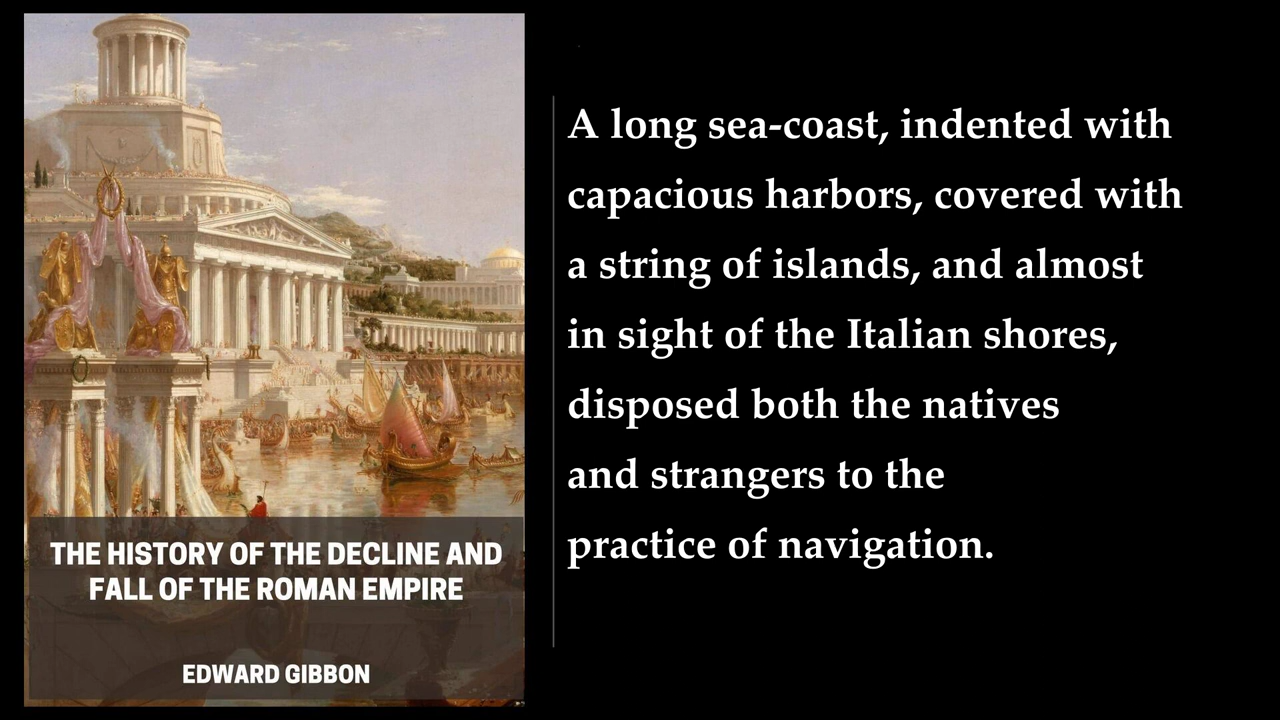 THE HISTORY OF THE DECLINE AND
FALL OF THE ROMAN EMPIRE
EDWARD GIBBON
A long sea-coast, indented with
capacious harbors, covered with
a string of islands, and almost
in sight of the Italian shores,
disposed both the natives
and strangers to the
practice of navigation.